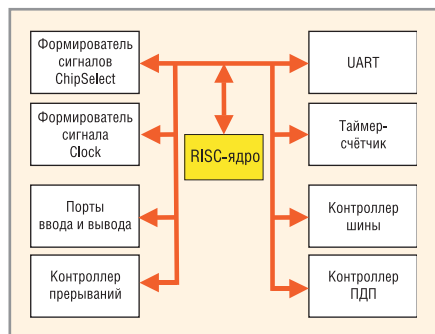 Формирователь
сигналов
ChipSelect
Формирователь
сигнала
Clock
Порты
ввода и вывода
Контроллер
прерываний
RISC-ядро
UART
Таймер-
счётчик
Контроллер
шины
Контроллер
ПДП